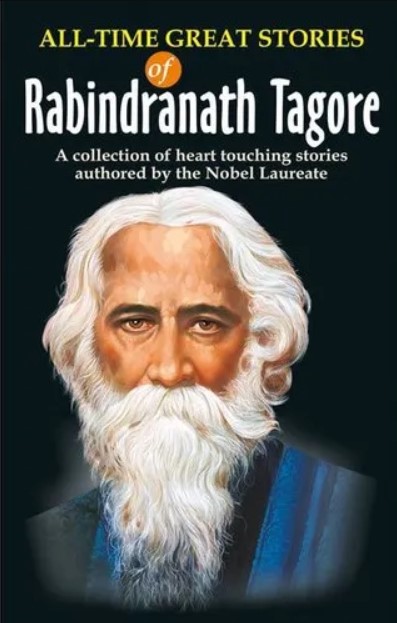 ALL-TIME GREAT STORIES
of
Rabindranath Tagore
A collection of heart touching stories
authored by the Nobel Laureate